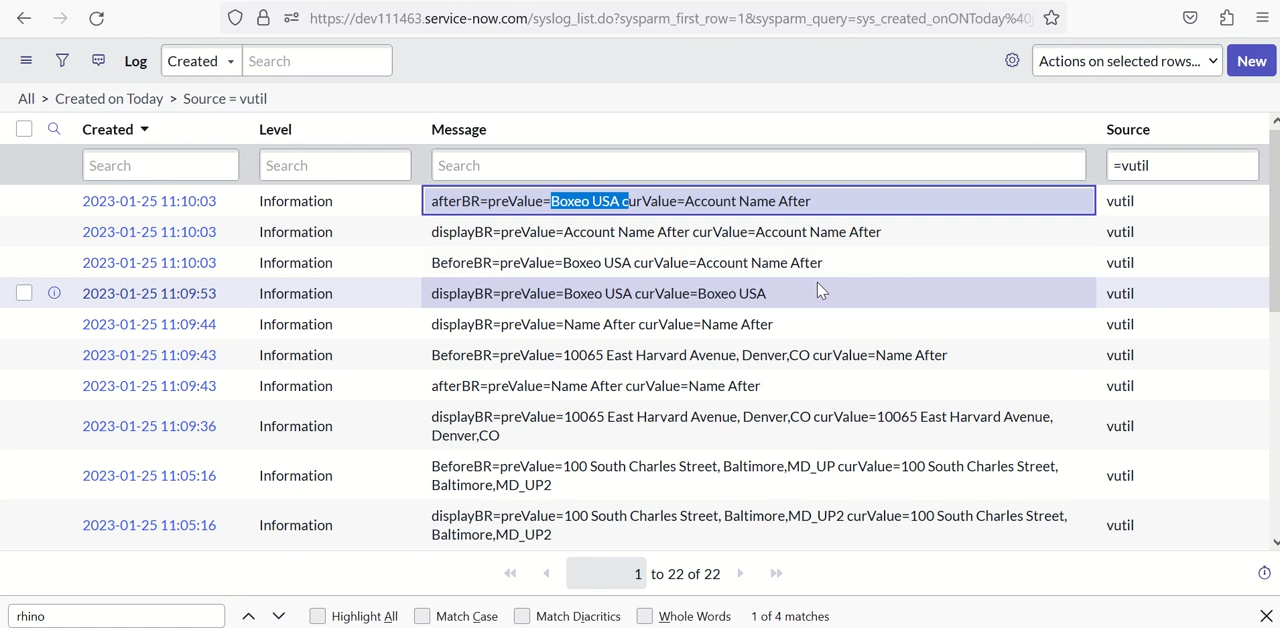 https://dev111463.service-now.com/syslog_list.do?sysparm_first_row=1&sysparm_query=sys_created_onONToday%40j
Log Created Search Actions on selected rows... New
All > Created on Today > Source = vutil
Created Level Message Source
Search Search Search =vutil
2023-01-25 11:10:03 Information afterBR=preValue=Boxeo USA curValue=Account Name After vutil
2023-01-25 11:10:03 Information displayBR=preValue=Account Name After curValue=Account Name After vutil
2023-01-25 11:10:03 Information BeforeBR=preValue=Boxeo USA curValue=Account Name After vutil
2023-01-25 11:09:53 Information displayBR=preValue=Boxeo USA curValue=Boxeo USA vutil
2023-01-25 11:09:44 Information displayBR=preValue=Name After curValue=Name After vutil
2023-01-25 11:09:43 Information BeforeBR=preValue=10065 East Harvard Avenue, Denver,CO curValue=Name After vutil
2023-01-25 11:09:43 Information afterBR=preValue=Name After curValue=Name After vutil
2023-01-25 11:09:36 Information displayBR=preValue=10065 East Harvard Avenue, Denver,CO curValue=10065 East Harvard Avenue, vutil
Denver,CO
2023-01-25 11:05:16 Information BeforeBR=preValue=100 South Charles Street, Baltimore,MD_UP curValue=100 South Charles Street, vutil
Baltimore,MD_UP2
2023-01-25 11:05:16 Information displayBR=preValue=100 South Charles Street, Baltimore,MD_UP2 curValue=100 South Charles Street, vutil
Baltimore,MD_UP2
1 to 22 of 22
rhino Highlight All Match Case Match Diacritics Whole Words 1 of 4 matches